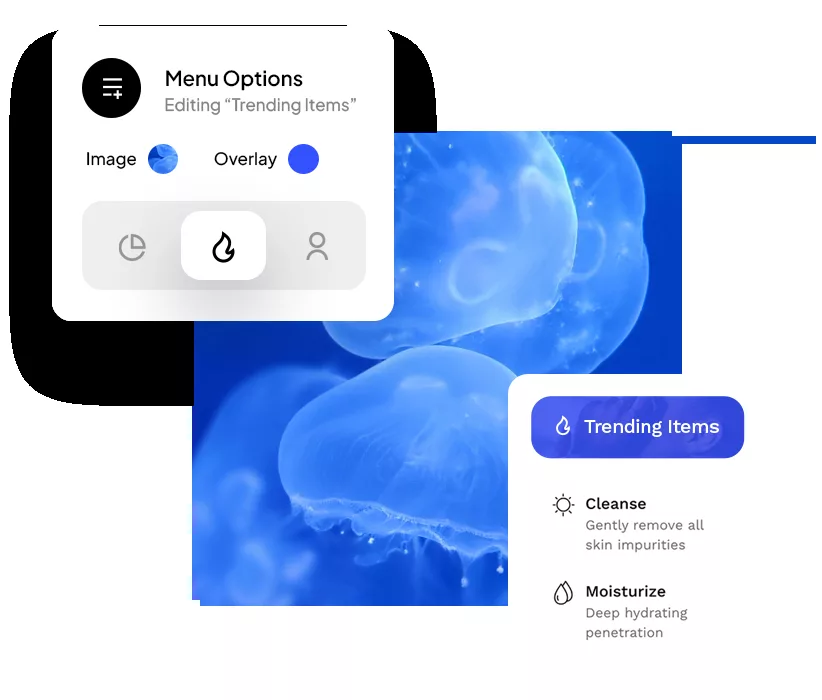 Menu Options
Editing “Trending Items”
Image
Overlay
Trending Items
Cleanse
Gently remove all
skin impurities
Moisturize
Deep hydrating
penetration